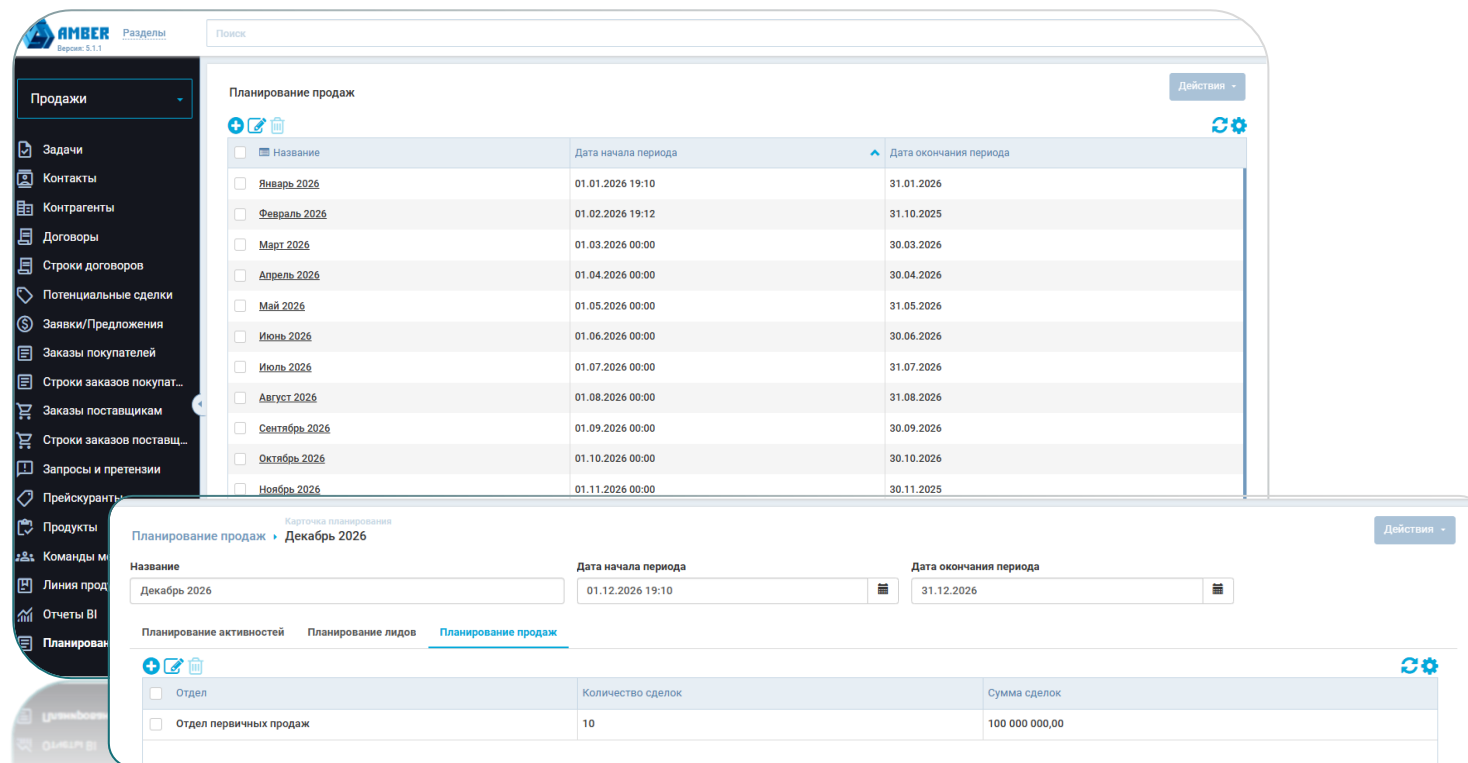 AMBER Разделы Поиск
Версия: 5.1.1
Продажи
Задачи
Контакты
Контрагенты
Договоры
Строки договоров
Потенциальные сделки
Заявки/Предложения
Заказы покупателей
Строки заказов покупат...
Заказы поставщикам
Строки заказов поставщ...
Запросы и претензии
Прейскуранты
Продукты
Команды м
Линия прод
Отчеты BI
Планирован
Планирование продаж Действия
Название Дата начала периода Дата окончания периода
Январь 2026 01.01.2026 19:10 31.01.2026
Февраль 2026 01.02.2026 19:12 31.10.2025
Март 2026 01.03.2026 00:00 30.03.2026
Апрель 2026 01.04.2026 00:00 30.04.2026
Май 2026 01.05.2026 00:00 31.05.2026
Июнь 2026 01.06.2026 00:00 30.06.2026
Июль 2026 01.07.2026 00:00 31.07.2026
Август 2026 01.08.2026 00:00 31.08.2026
Сентябрь 2026 01.09.2026 00:00 30.09.2026
Октябрь 2026 01.10.2026 00:00 30.10.2026
Ноябрь 2026 01.11.2026 00:00 30.11.2025
Карточка планирования
Планирование продаж Декабрь 2026 Действия
Название Дата начала периода Дата окончания периода
Декабрь 2026 01.12.2026 19:10 31.12.2026
Планирование активностей Планирование лидов Планирование продаж
Отдел Количество сделок Сумма сделок
Отдел первичных продаж 10 100 000 000,00